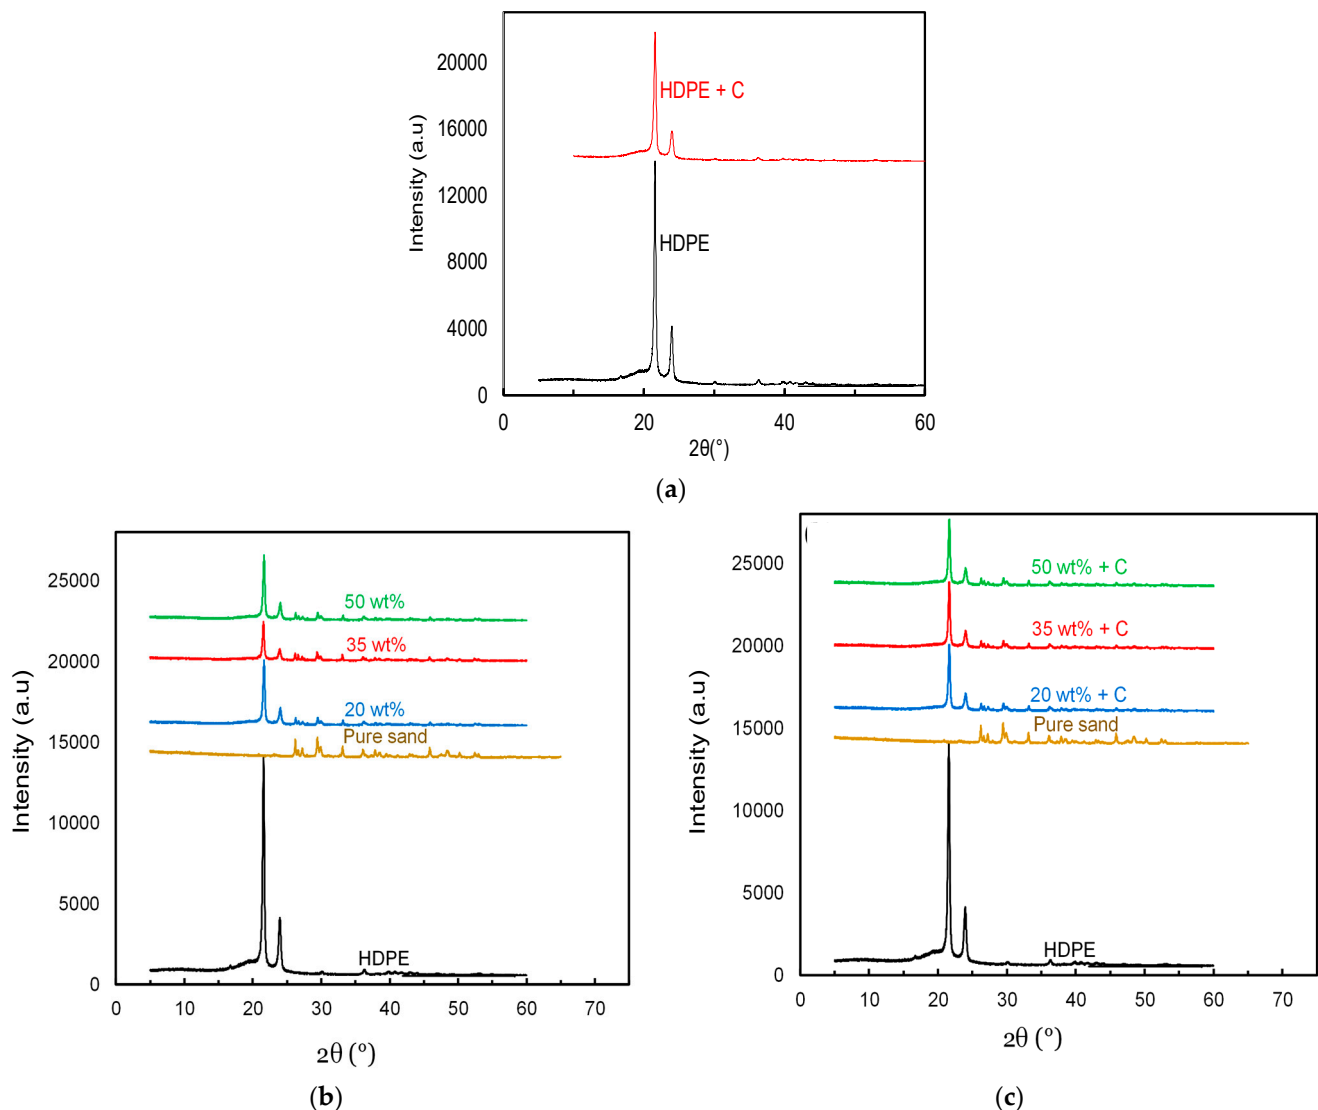 Intensity (a.u)
20000
16000
12000
8000
4000
0
HDPE + C
HDPE
0 20 40 60
2θ(°)
(a)
Intensity (a.u)
25000
20000
15000
10000
5000
0
50 wt%
35 wt%
20 wt%
Pure sand
HDPE
0 10 20 30 40 50 60 70
2θ (º)
(b)
Intensity (a.u)
25000
20000
15000
10000
5000
0
50 wt% + C
35 wt% + C
20 wt% + C
Pure sand
HDPE
0 10 20 30 40 50 60 70
2θ (º)
(c)